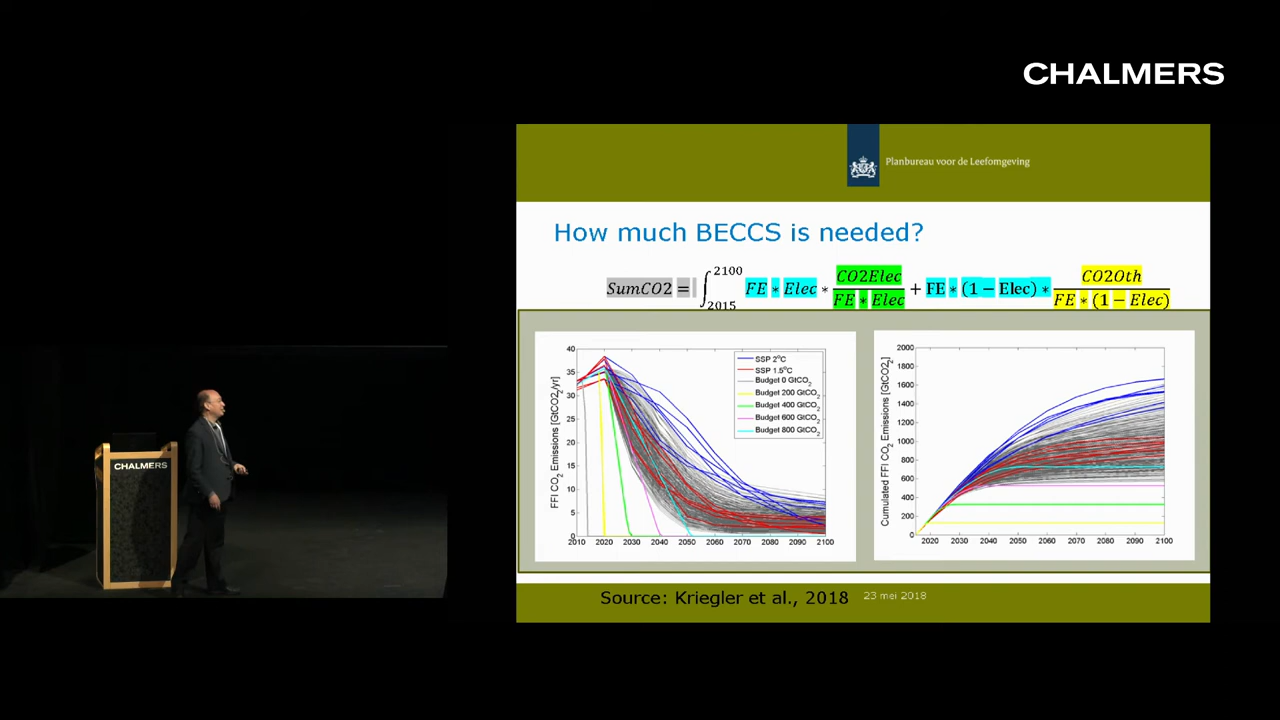 CHALMERS
Planbureau voor de Leefomgeving
How much BECCS is needed?
SumCO2 = ∫ 2015 2100 FE * Elec * CO2Elec / FE * Elec + FE * (1 − Elec) * CO2Oth / FE * (1 − Elec)
FFI CO2 Emissions [GtCO2/yr]
40
35
30
25
20
15
10
5
0
2010 2020 2030 2040 2050 2060 2070 2080 2090 2100
SSP 2°C
SSP 1.5°C
Budget 0 GtCO2
Budget 200 GtCO2
Budget 400 GtCO2
Budget 600 GtCO2
Budget 800 GtCO2
Cumulated FFI CO2 Emissions [GtCO2]
2000
1800
1600
1400
1200
1000
800
600
400
200
0
2020 2030 2040 2050 2060 2070 2080 2090 2100
CHALMERS
Source: Kriegler et al., 2018
23 mei 2018